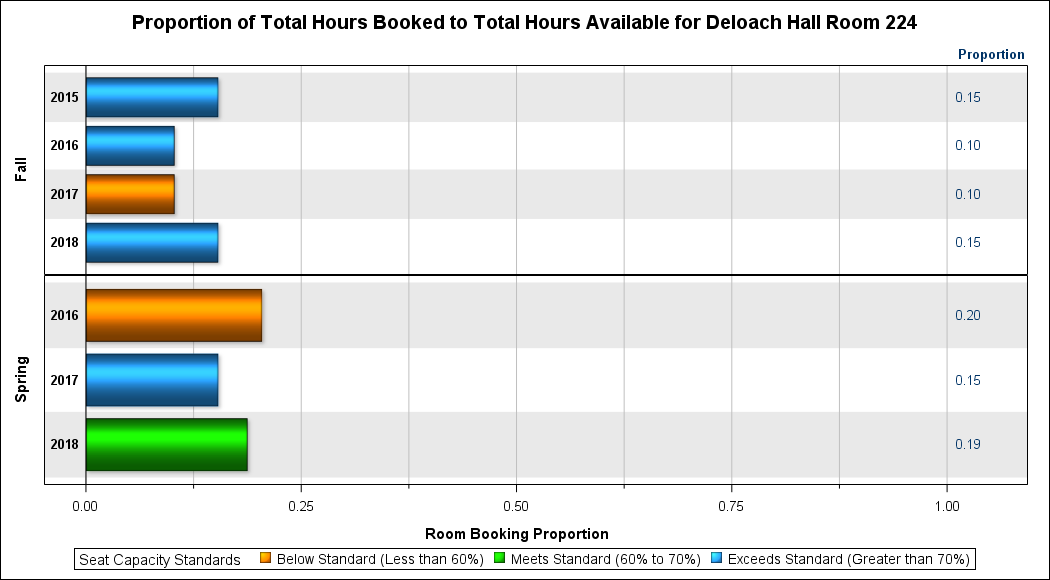 Proportion of Total Hours Booked to Total Hours Available for Deloach Hall Room 224
Proportion
Fall
2015 0.15
2016 0.10
2017 0.10
2018 0.15
Spring
2016 0.20
2017 0.15
2018 0.19
0.00 0.25 0.50 0.75 1.00
Room Booking Proportion
Seat Capacity Standards Below Standard (Less than 60%) Meets Standard (60% to 70%) Exceeds Standard (Greater than 70%)